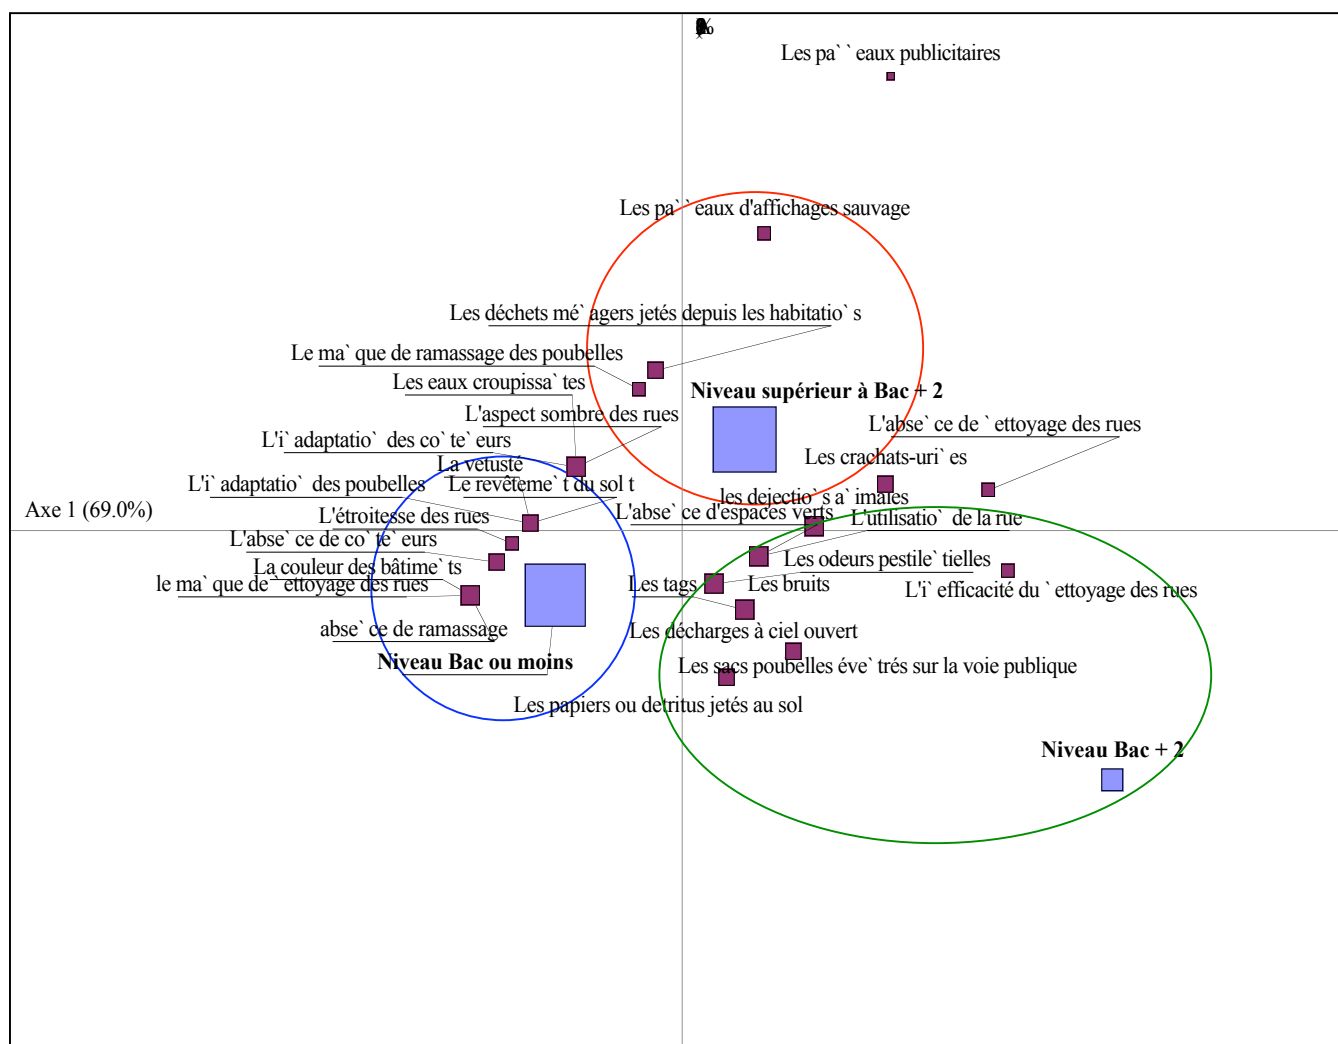 Les pa` ` eaux publicitaires
Les pa` ` eaux d'affichages sauvage
Les déchets mé` agers jetés depuis les habitatio` s
Le ma` que de ramassage des poubelles
Les eaux croupissa` tes
Niveau supérieur à Bac + 2
L'aspect sombre des rues
L'abse` ce de ` ettoyage des rues
L'i` adaptatio` des co` te` eurs
Les crachats-uri` es
La vetusté
L'i` adaptatio` des poubelles
Le revêteme` t du sol t
les dejectio` s a` imales
Axe 1 (69.0%)
L'étroitesse des rues
L'abse` ce d'espaces verts
L'utilisatio` de la rue
L'abse` ce de co` te` eurs
Les odeurs pestile` tielles
La couleur des bâtime` ts
le ma` que de ` ettoyage des rues
Les tags
Les bruits
L'i` efficacité du ` ettoyage des rues
abse` ce de ramassage
Les décharges à ciel ouvert
Niveau Bac ou moins
Les sacs poubelles éve` trés sur la voie publique
Les papiers ou detritus jetés au sol
Niveau Bac + 2